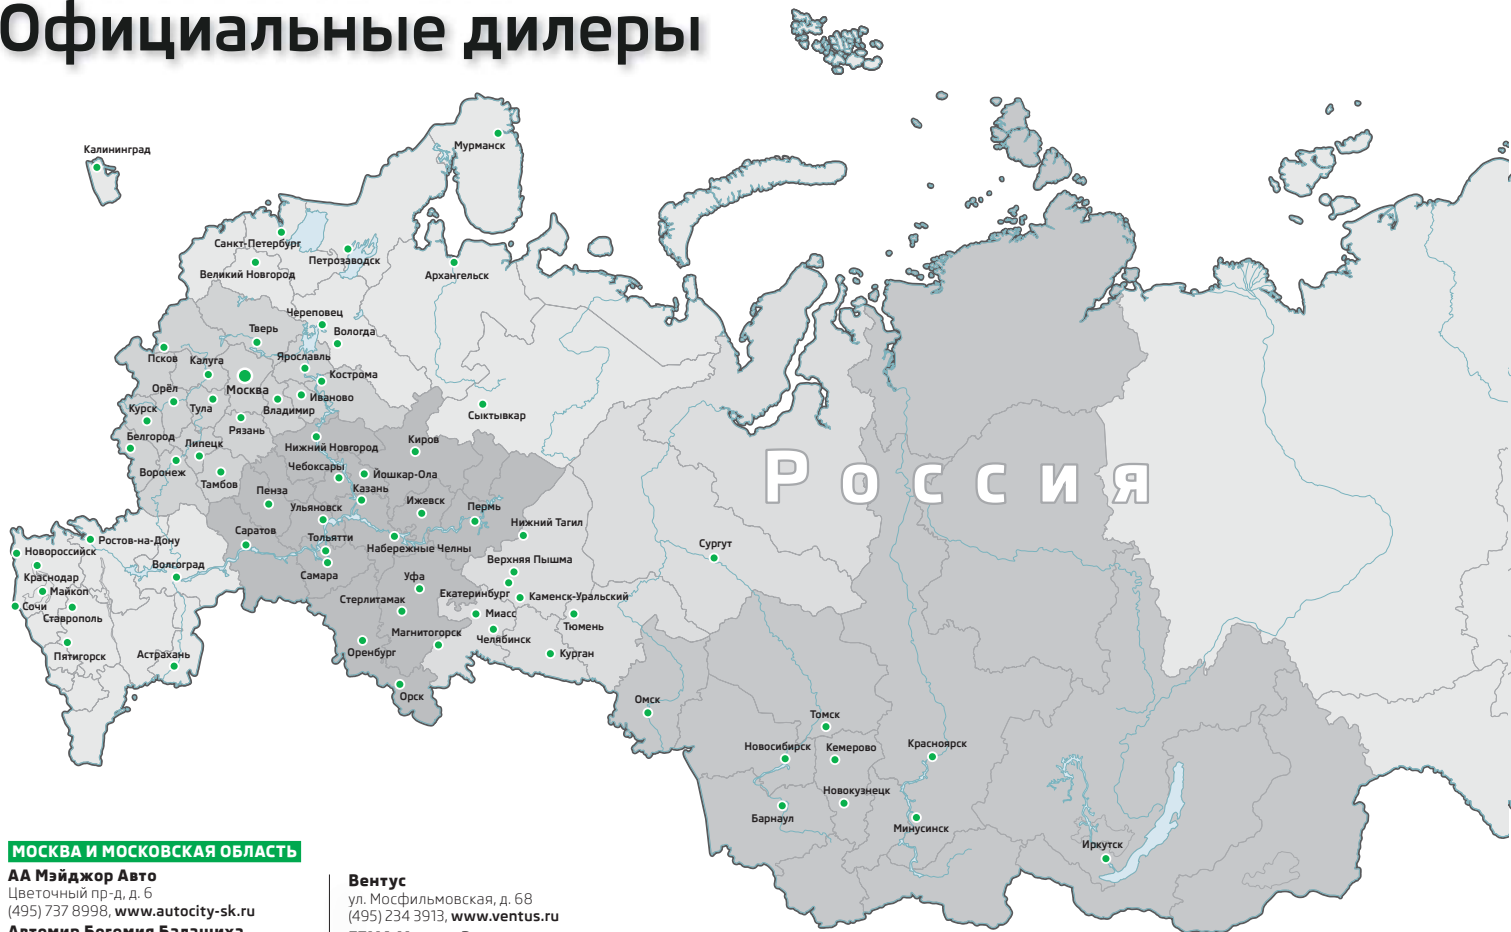 Официальные дилеры
Калининград
Мурманск
Санкт-Петербург
Петрозаводск
Великий Новгород
Архангельск
Череповец
Тверь
Вологда
Псков
Калуга
Ярославль
Кострома
Москва
Орёл
Тула
Владимир
Иваново
Курск
Рязань
Сыктывкар
Белгород
Липецк
Нижний Новгород
Киров
Воронеж
Чебоксары
Йошкар-Ола
Тамбов
Казань
Пенза
Ижевск
Пермь
Ульяновск
Нижний Тагил
Саратов
Тольятти
Набережные Челны
Ростов-на-Дону
Новороссийск
Верхняя Пышма
Волгоград
Самара
Уфа
Краснодар
Майкоп
Екатеринбург
Каменск-Уральский
Стерлитамак
Сочи
Ставрополь
Миасс
Тюмень
Магнитогорск
Челябинск
Пятигорск
Астрахань
Оренбург
Курган
Орск
Россия
Сургут
Омск
Томск
Новосибирск
Кемерово
Красноярск
Новокузнецк
Барнаул
Минусинск
Иркутск
МОСКВА И МОСКОВСКАЯ ОБЛАСТЬ
АА Мэйджор Авто
Цветочный пр-д, д. 6
(495) 737 8998, www.autocity-sk.ru
Автомир Богемия Балашиха
Вентус
ул. Мосфильмовская, д. 68
(495) 234 3913, www.ventus.ru